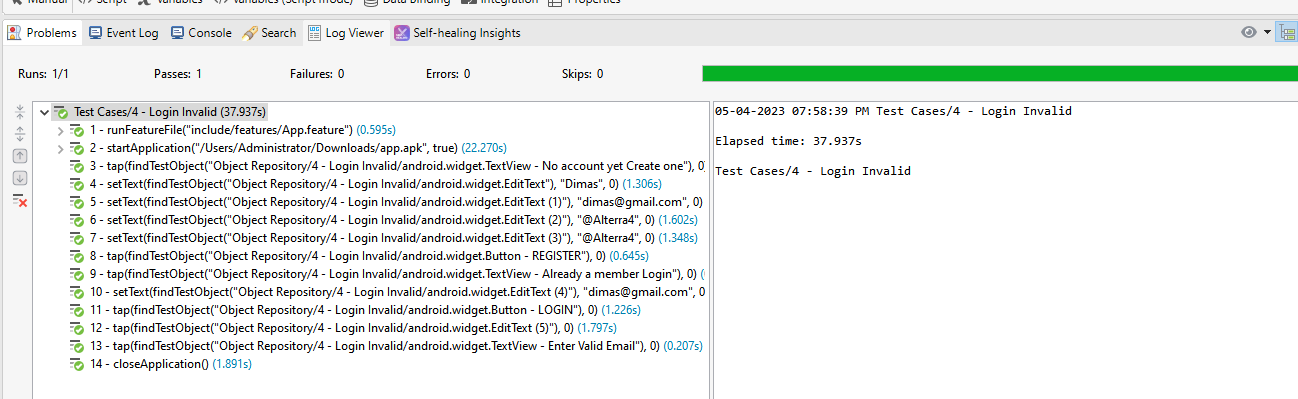 Manual Script Variables Variables (Script mode) Data Binding Integration Properties
Problems Event Log Console Search Log Viewer Self-healing Insights
Runs: 1/1 Passes: 1 Failures: 0 Errors: 0 Skips: 0
Test Cases/4 - Login Invalid (37.937s)
1 - runFeatureFile("include/features/App.feature") (0.595s)
2 - startApplication("/Users/Administrator/Downloads/app.apk", true) (22.270s)
3 - tap(findTestObject("Object Repository/4 - Login Invalid/android.widget.TextView - No account yet Create one"), 0)
4 - setText(findTestObject("Object Repository/4 - Login Invalid/android.widget.EditText"), "Dimas", 0) (1.306s)
5 - setText(findTestObject("Object Repository/4 - Login Invalid/android.widget.EditText (1)"), "dimas@gmail.com", 0)
6 - setText(findTestObject("Object Repository/4 - Login Invalid/android.widget.EditText (2)"), "@Alterra4", 0) (1.602s)
7 - setText(findTestObject("Object Repository/4 - Login Invalid/android.widget.EditText (3)"), "@Alterra4", 0) (1.348s)
8 - tap(findTestObject("Object Repository/4 - Login Invalid/android.widget.Button - REGISTER"), 0) (0.645s)
9 - tap(findTestObject("Object Repository/4 - Login Invalid/android.widget.TextView - Already a member Login"), 0) (
10 - setText(findTestObject("Object Repository/4 - Login Invalid/android.widget.EditText (4)"), "dimas@gmail.com", 0
11 - tap(findTestObject("Object Repository/4 - Login Invalid/android.widget.Button - LOGIN"), 0) (1.226s)
12 - tap(findTestObject("Object Repository/4 - Login Invalid/android.widget.EditText (5)"), 0) (1.797s)
13 - tap(findTestObject("Object Repository/4 - Login Invalid/android.widget.TextView - Enter Valid Email"), 0) (0.207s)
14 - closeApplication() (1.891s)
05-04-2023 07:58:39 PM Test Cases/4 - Login Invalid
Elapsed time: 37.937s
Test Cases/4 - Login Invalid